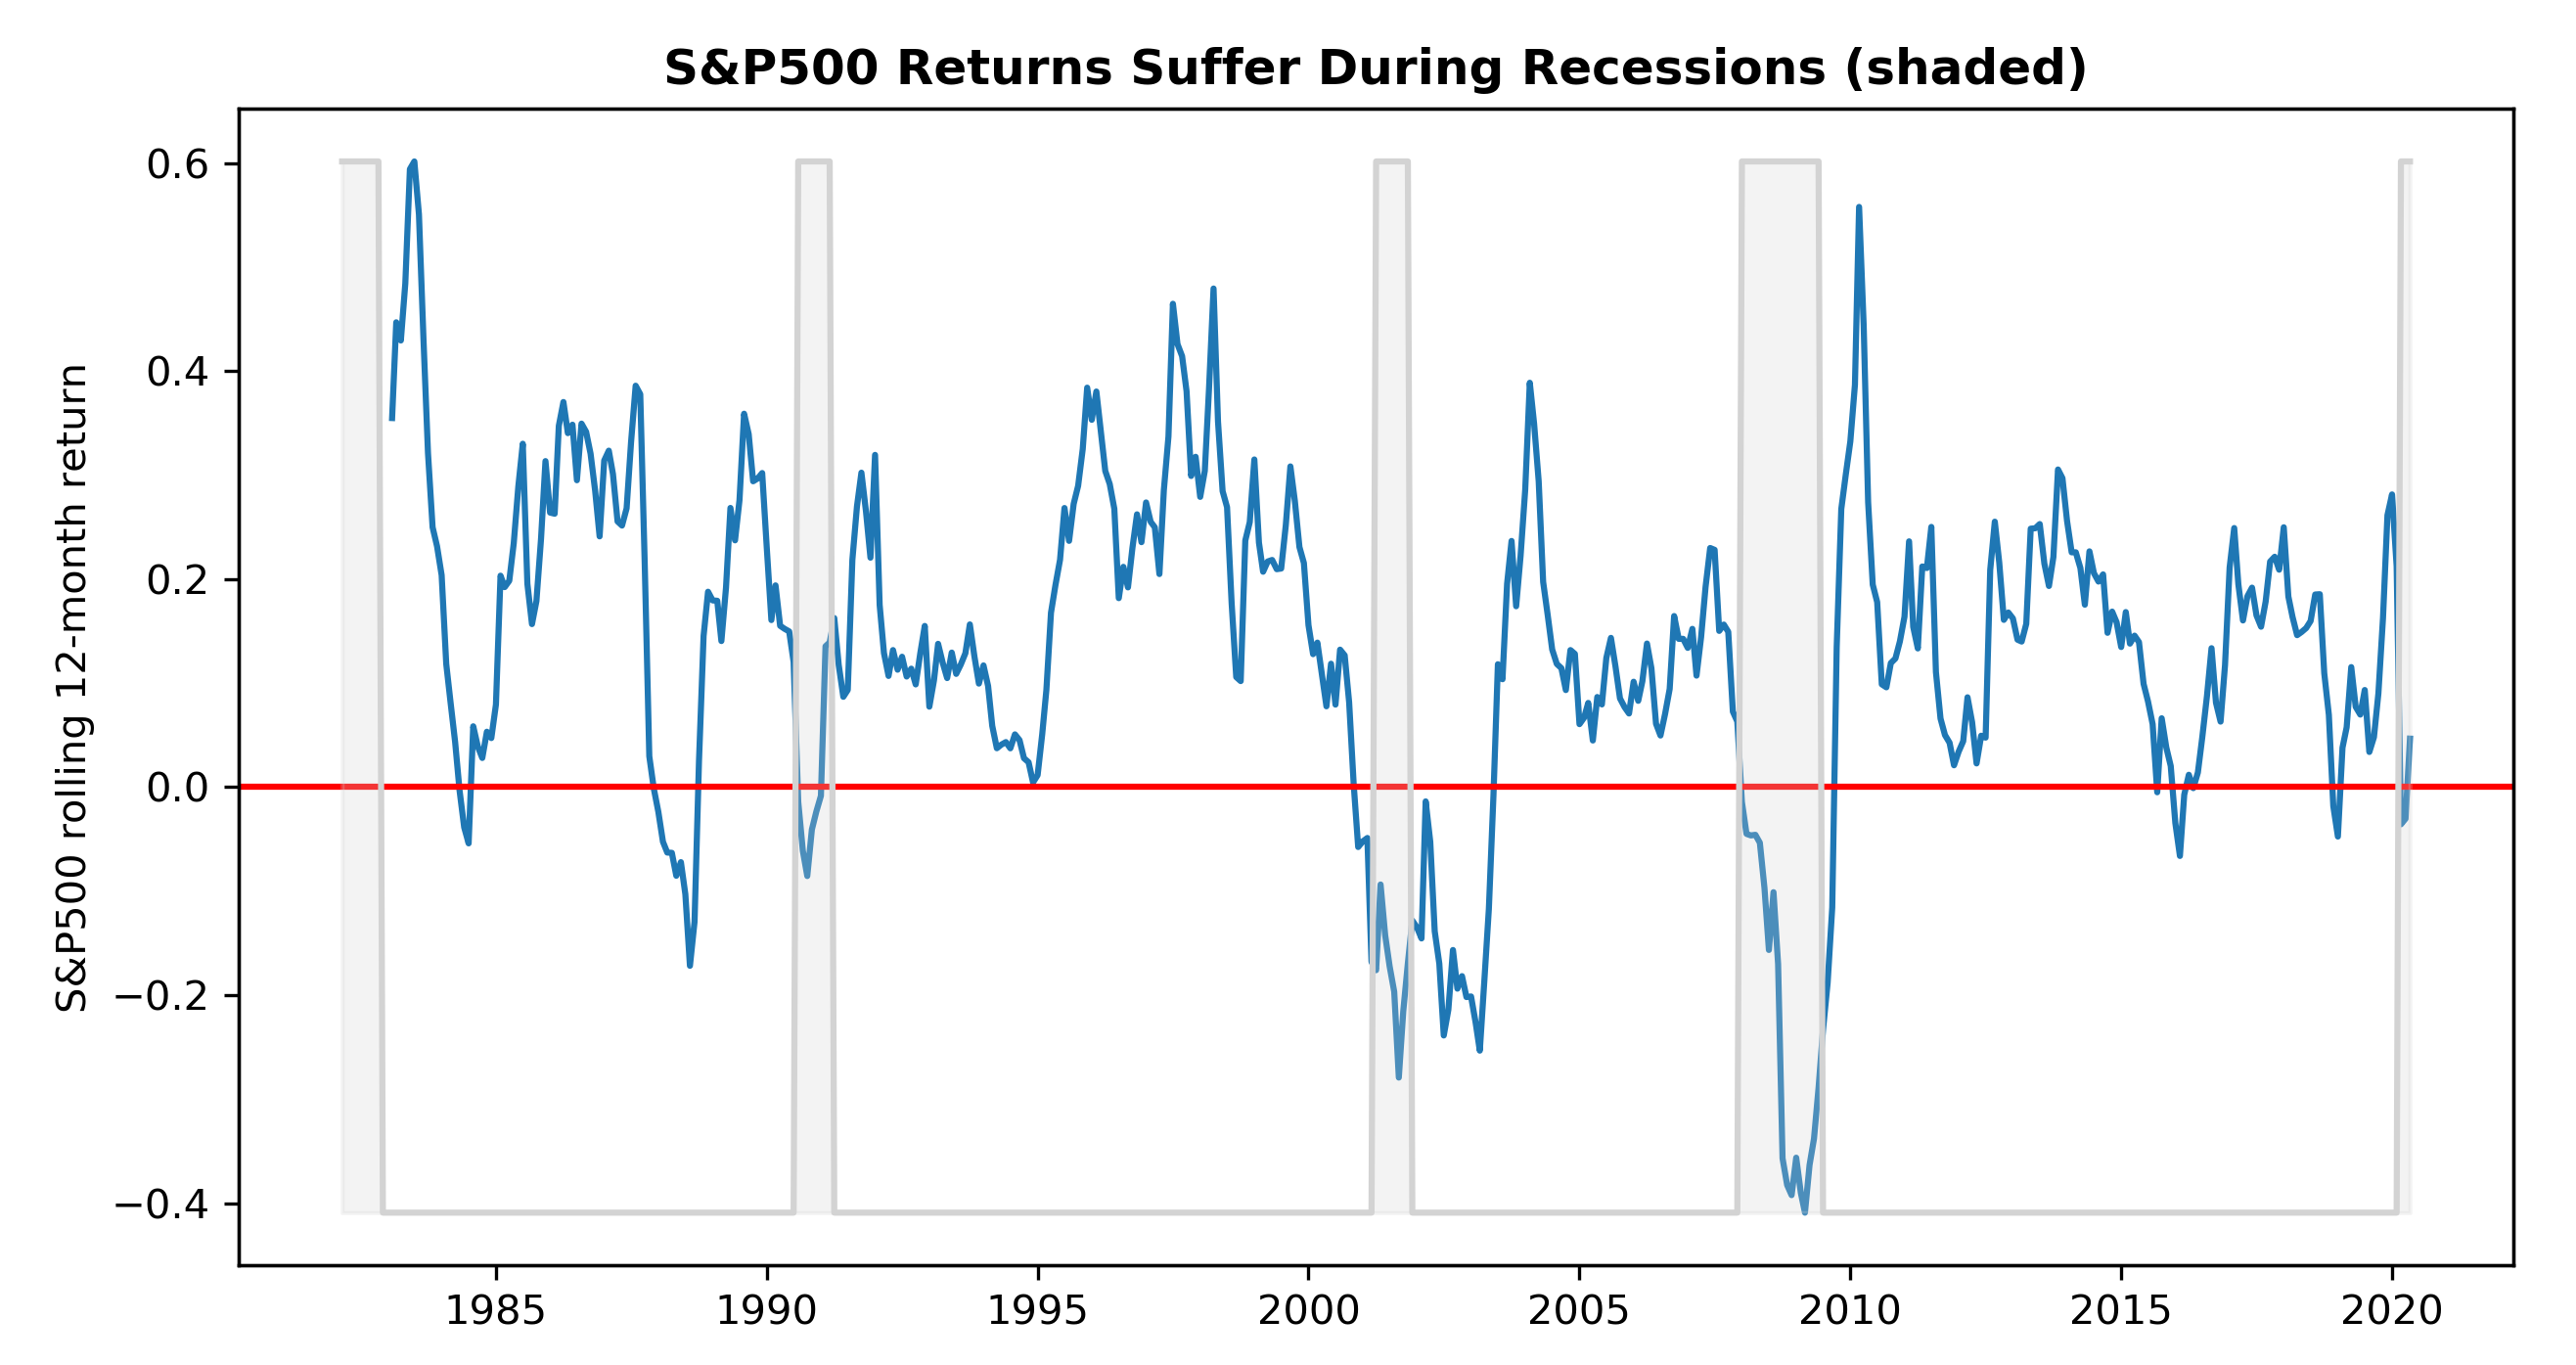 S&P500 Returns Suffer During Recessions (shaded)
S&P500 rolling 12-month return
0.6
0.4
0.2
0.0
−0.2
−0.4
1985 1990 1995 2000 2005 2010 2015 2020